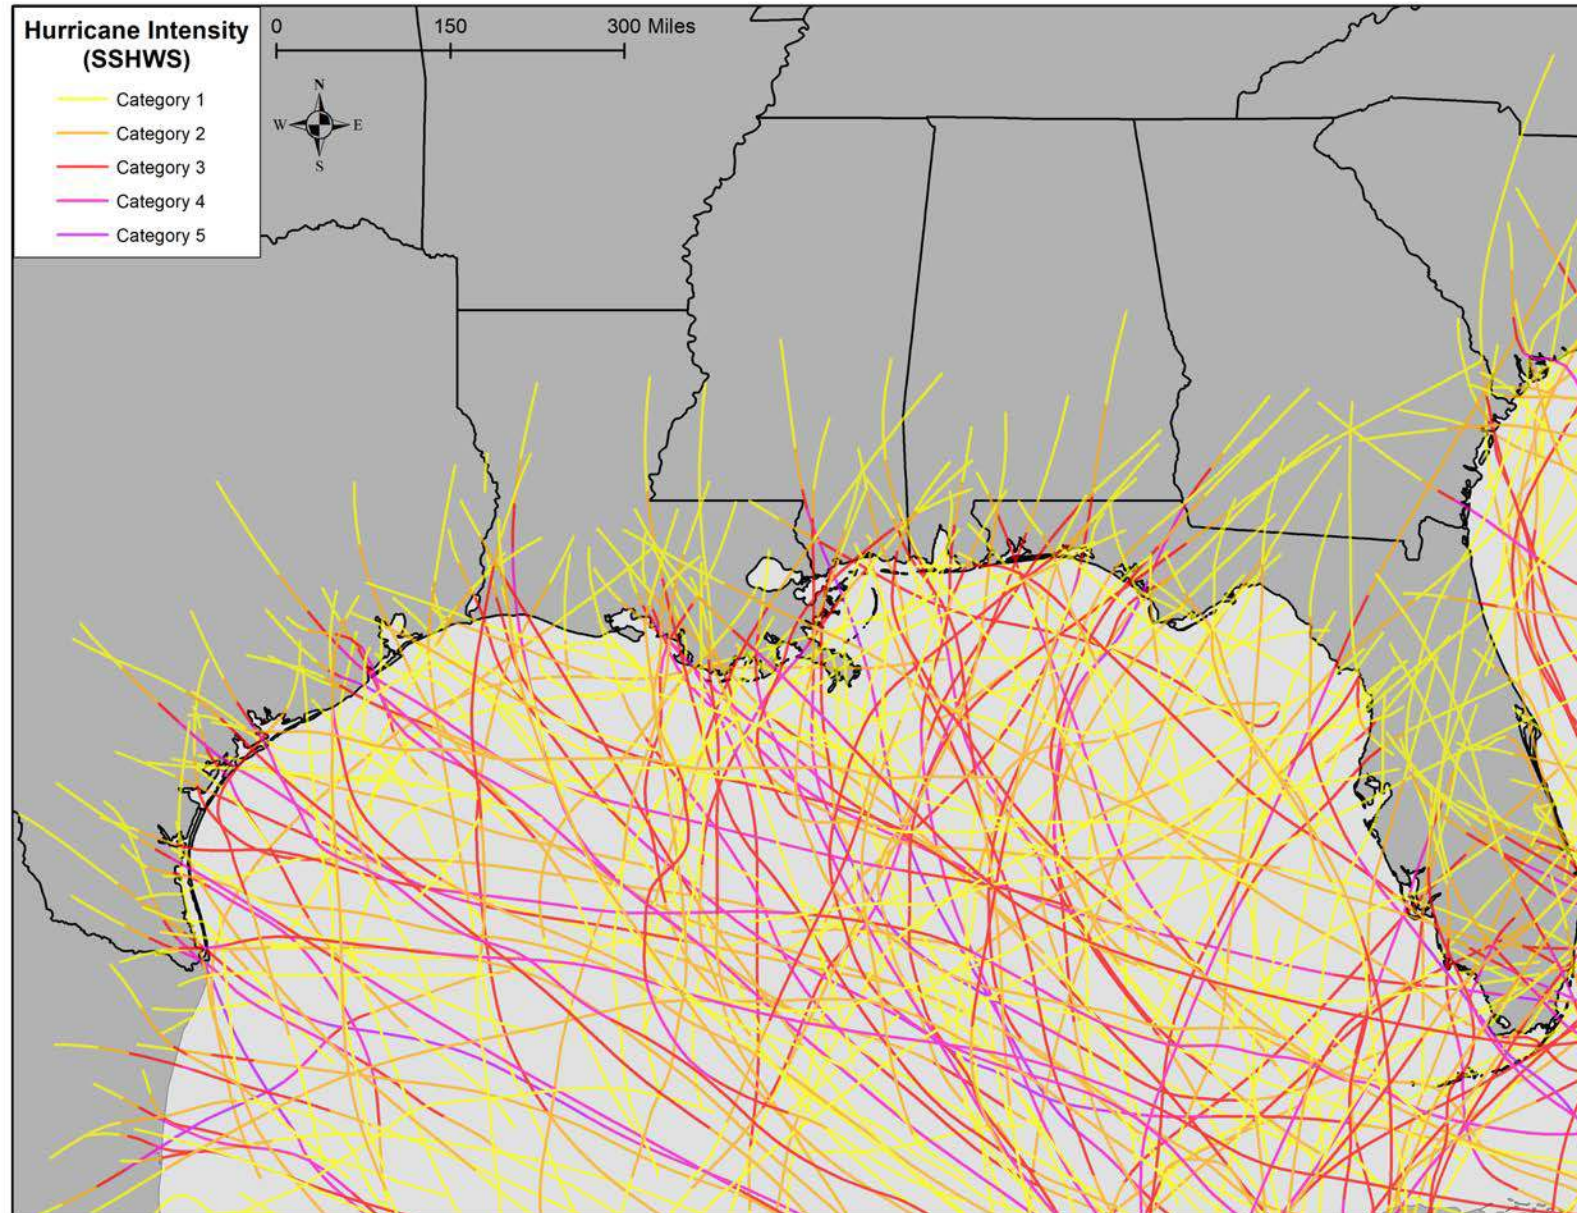 Hurricane Intensity
(SSHWS)
Category 1
Category 2
Category 3
Category 4
Category 5
0 150 300 Miles
N
W E
S